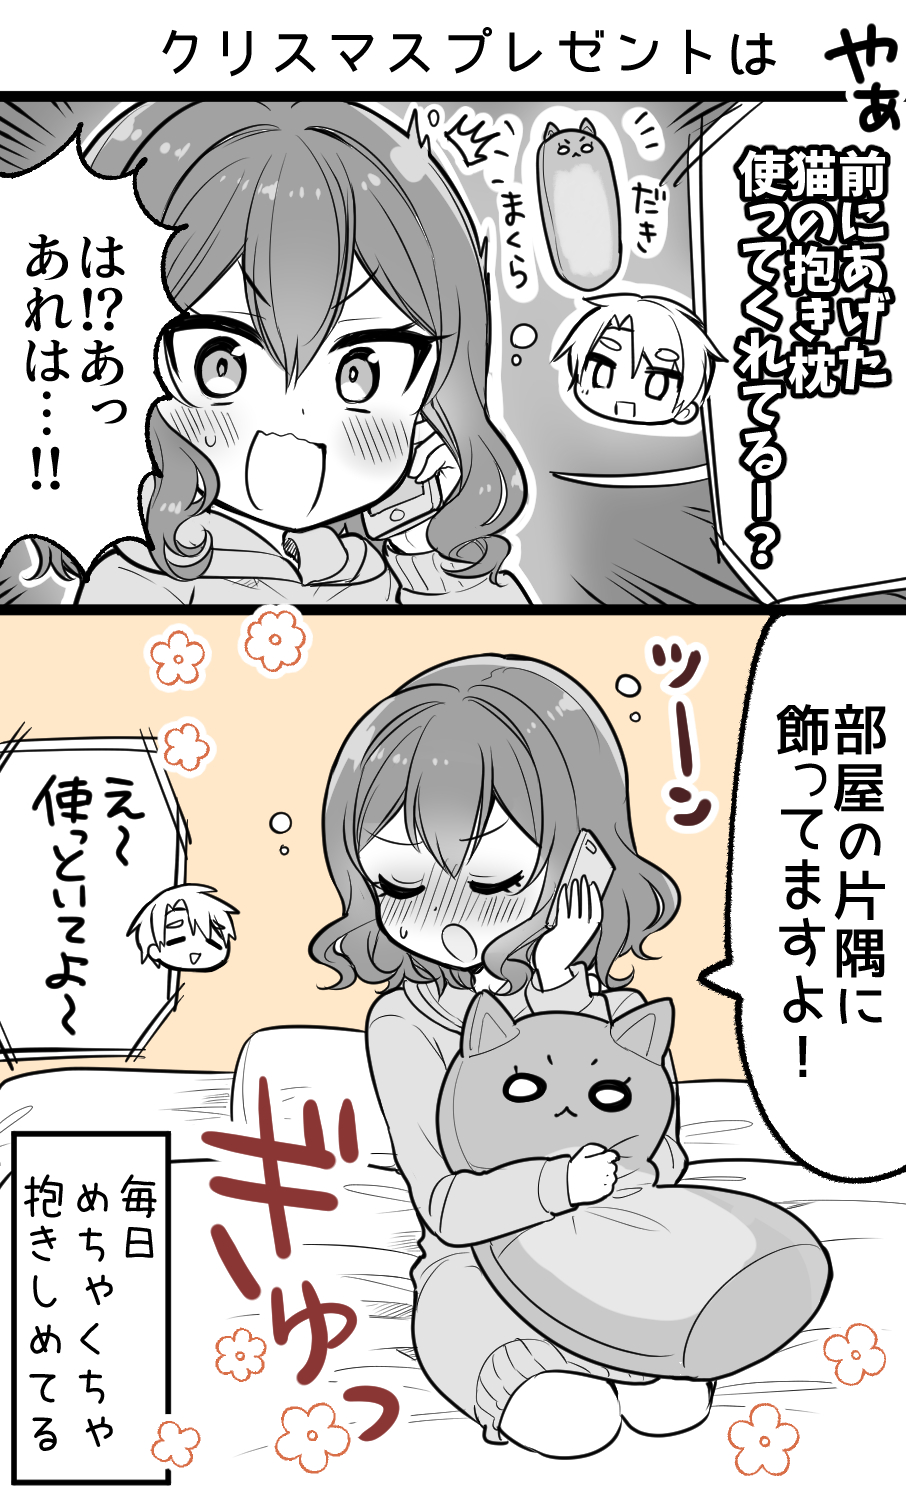 クリスマスプレゼントは
やぁ
前にあげた
猫の抱き枕
使ってくれてるー?
だき
まくら
は!?あっ
あれは…!!
部屋の片隅に
飾ってますよ!
ツーン
え〜
使っといてよ〜
ぎゅっ
毎日
めちゃくちゃ
抱きしめてる